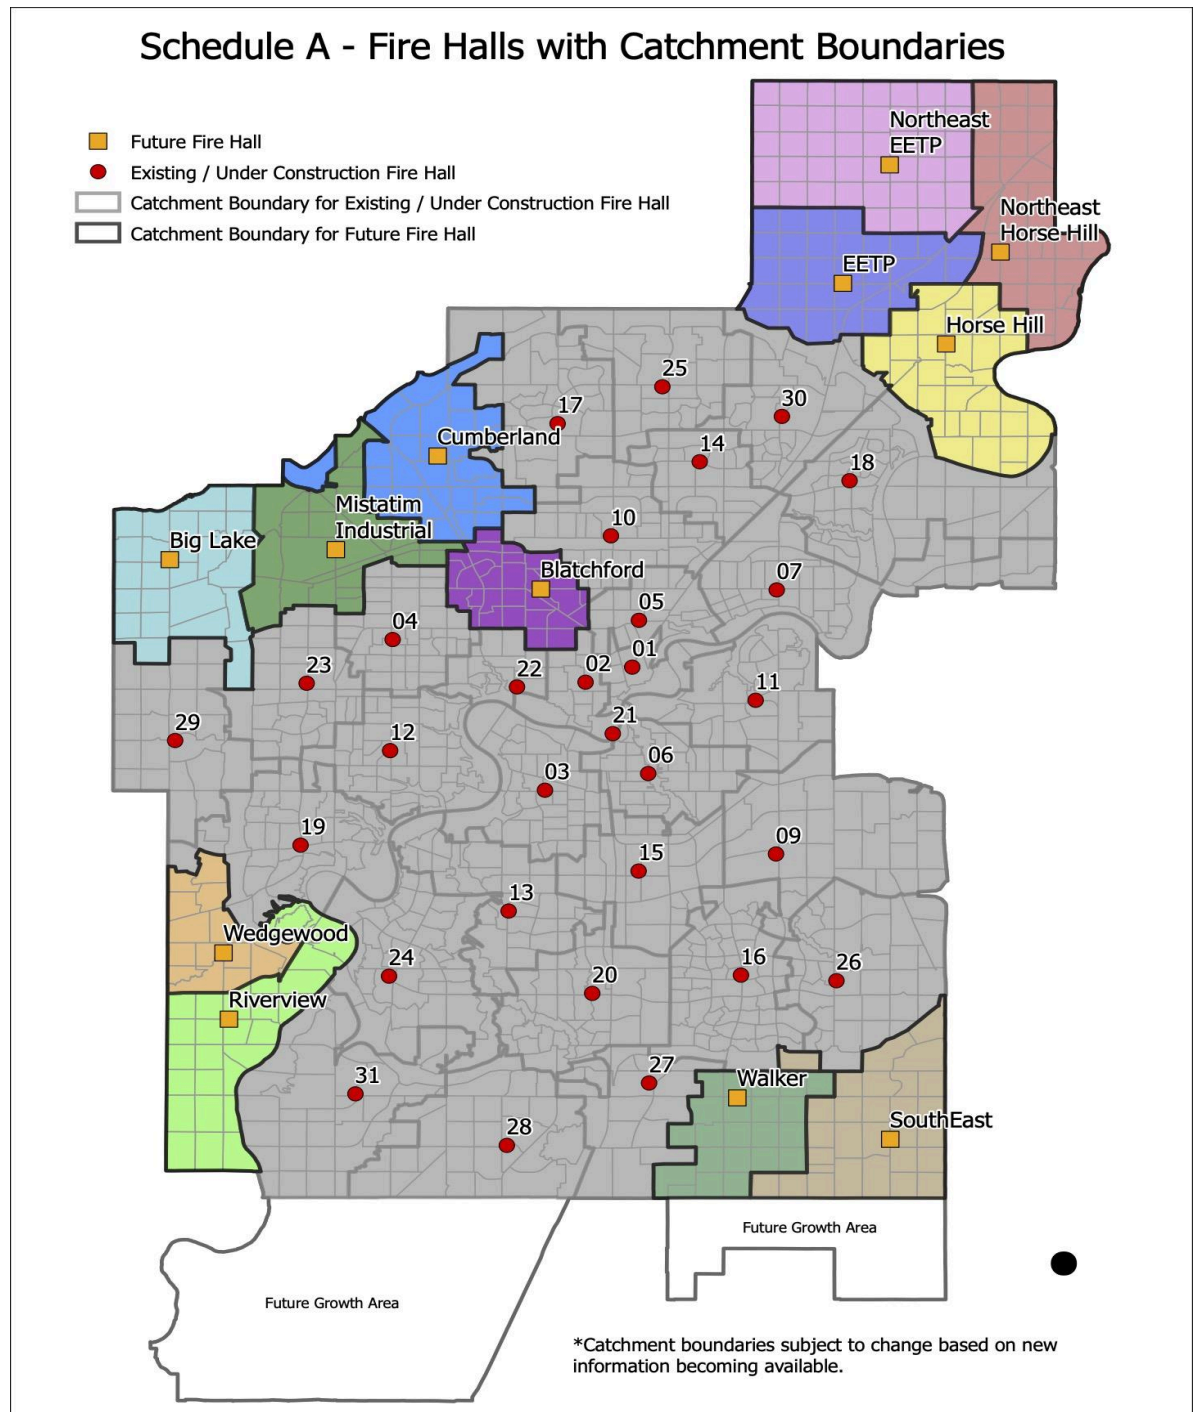 Schedule A - Fire Halls with Catchment Boundaries
Future Fire Hall
Existing / Under Construction Fire Hall
Catchment Boundary for Existing / Under Construction Fire Hall
Catchment Boundary for Future Fire Hall
Northeast
EETP
Northeast
Horse Hill
EETP
Horse Hill
25
17
30
Cumberland
14
18
Mistatim
Industrial
10
Big Lake
Blatchford
07
05
04
01
02
22
23
11
29
21
12
06
03
19
09
15
13
Wedgewood
24
16
26
20
Riverview
27
31
Walker
28
SouthEast
Future Growth Area
Future Growth Area
*Catchment boundaries subject to change based on new
information becoming available.